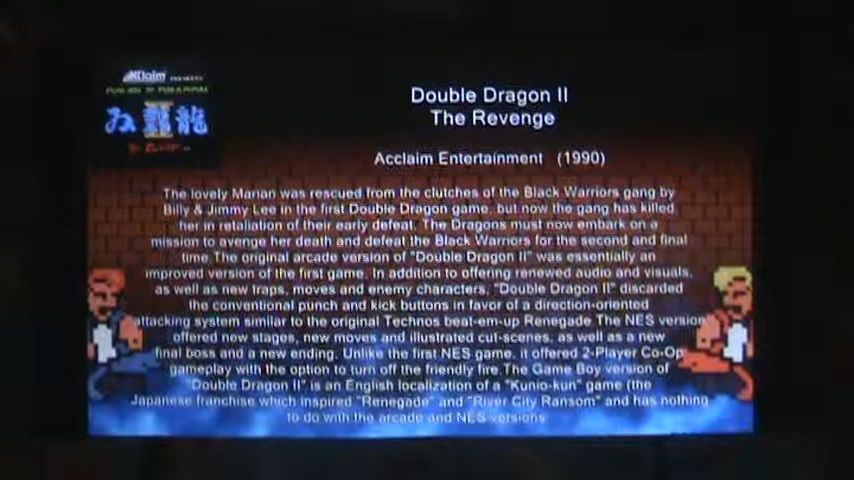 Acclaim PRESENTS
双截龍
II
Double Dragon II
The Revenge
Acclaim Entertainment (1990)
The lovely Marian was rescued from the clutches of the Black Warriors gang by
Billy & Jimmy Lee in the first Double Dragon game, but now the gang has killed
her in retaliation of their early defeat. The Dragons must now embark on a
mission to avenge her death and defeat the Black Warriors for the second and final
time.The original arcade version of "Double Dragon II" was essentially an
improved version of the first game. In addition to offering renewed audio and visuals,
as well as new traps, moves and enemy characters, "Double Dragon II" discarded
the conventional punch and kick buttons in favor of a direction-oriented
attacking system similar to the original Technos beat-em-up Renegade.The NES version
offered new stages, new moves and illustrated cut-scenes, as well as a new
final boss and a new ending. Unlike the first NES game, it offered 2-Player Co-Op
gameplay with the option to turn off the friendly fire.The Game Boy version of
"Double Dragon II" is an English localization of a "Kunio-kun" game (the
Japanese franchise which inspired "Renegade" and "River City Ransom" and has nothing
to do with the arcade and NES versions